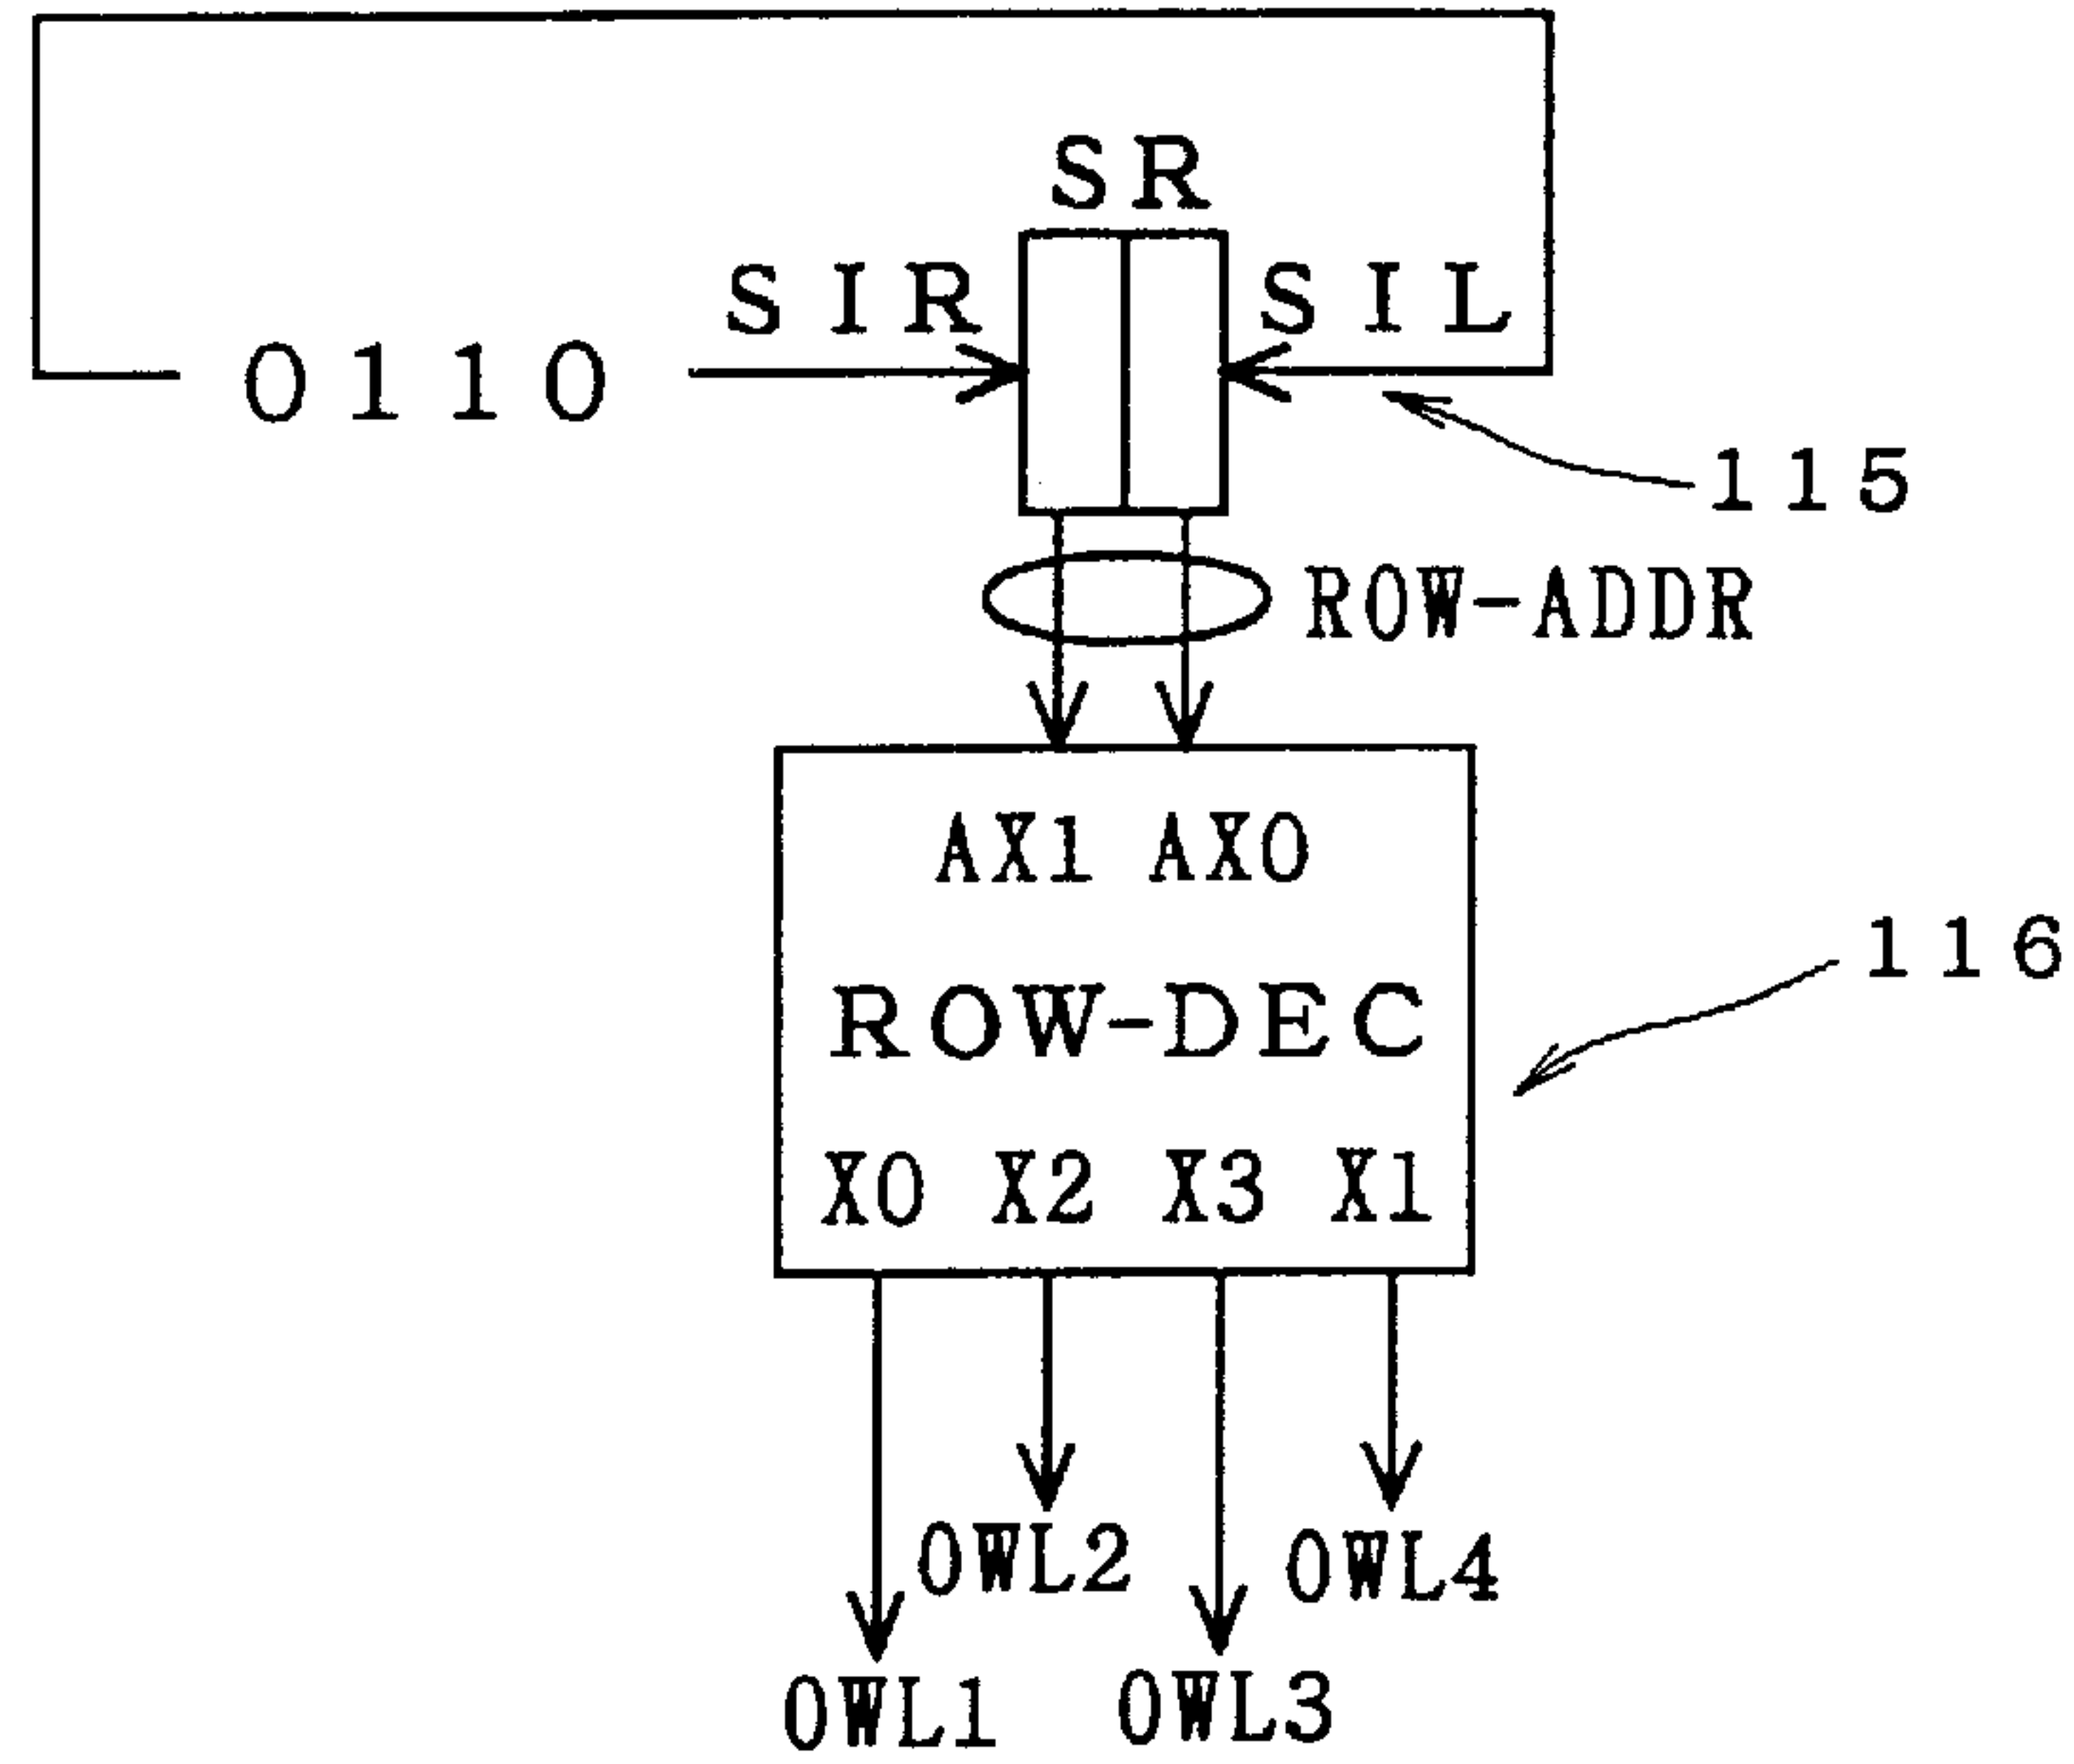 SR
SIR SIL
0110
115
ROW-ADDR
AX1 AX0
116
ROW-DEC
X0 X2 X3 X1
OWL2 OWL4
OWL1 OWL3